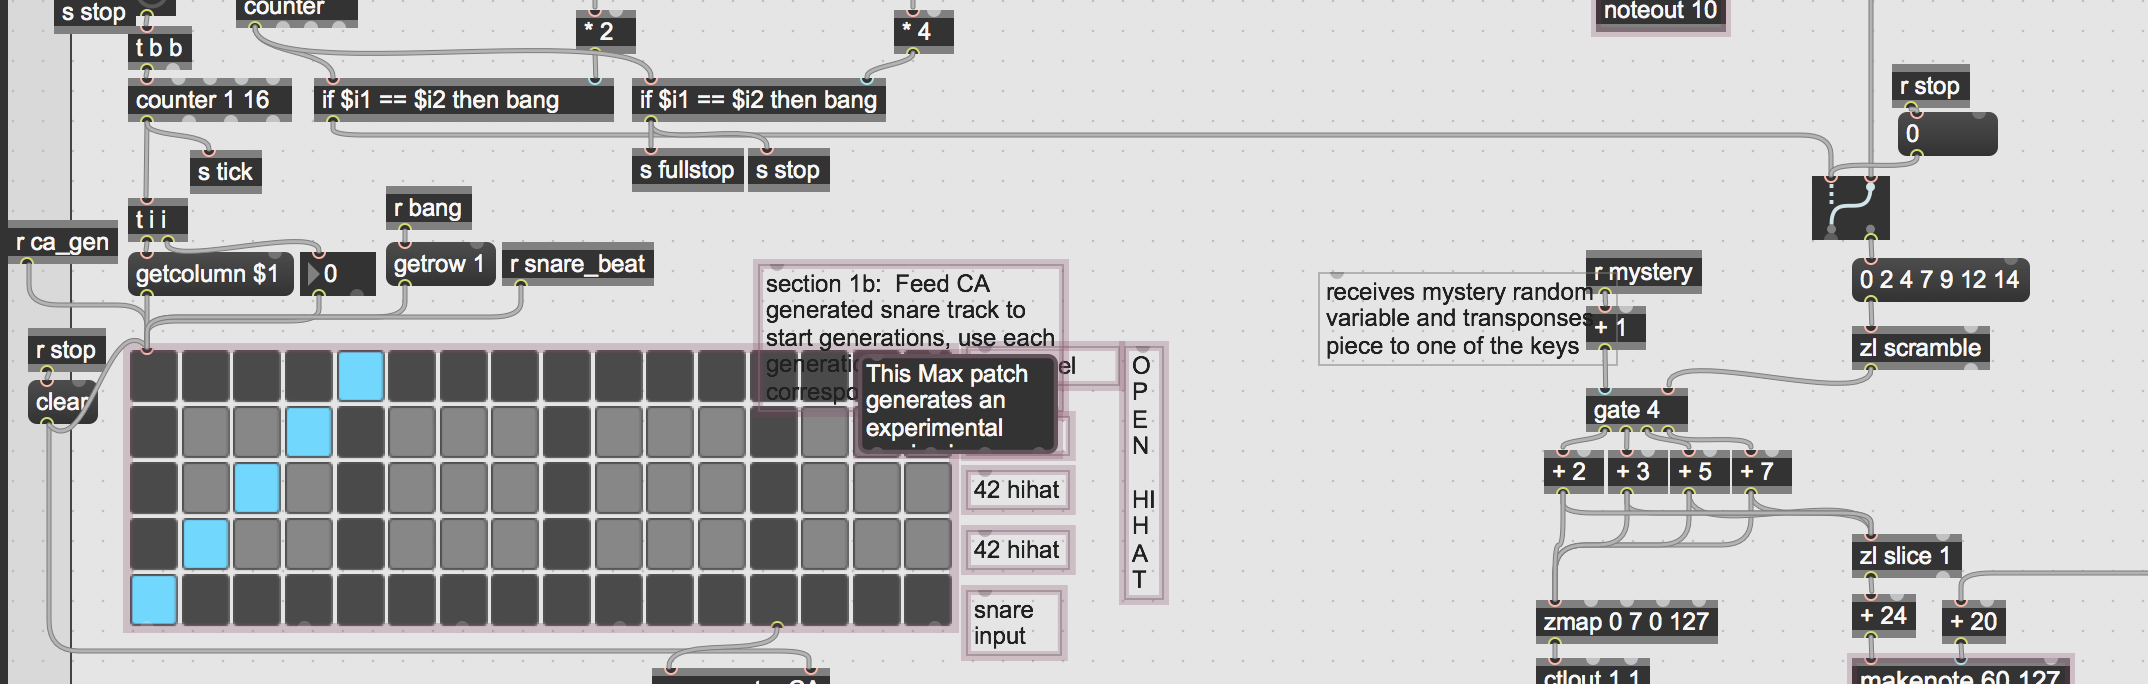 s stop
counter
* 2
* 4
noteout 10
t b b
r stop
counter 1 16
if $i1 == $i2 then bang
if $i1 == $i2 then bang
0
s tick
s fullstop
s stop
t i i
r bang
r ca_gen
getcolumn $1
0
getrow 1
r snare_beat
section 1b: Feed CA
generated snare track to
start generations, use each
generati
correspo
This Max patch
generates an
experimental
el
O
P
E
N
HI
H
A
T
r stop
clear
42 hihat
42 hihat
snare
input
receives mystery random
variable and transponses
piece to one of the keys
r mystery
+ 1
0 2 4 7 9 12 14
zl scramble
gate 4
+ 2
+ 3
+ 5
+ 7
zl slice 1
+ 24
+ 20
zmap 0 7 0 127
ctlout 1 1
makenote 60 127